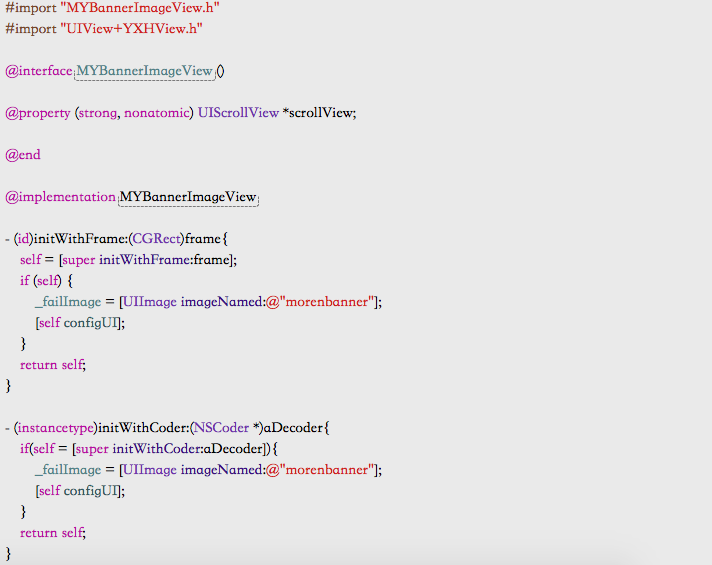 #import "MYBannerImageView.h"
#import "UIView+YXHView.h"
@interface MYBannerImageView ()
@property (strong, nonatomic) UIScrollView *scrollView;
@end
@implementation MYBannerImageView
- (id)initWithFrame:(CGRect)frame{
self = [super initWithFrame:frame];
if (self) {
_failImage = [UIImage imageNamed:@"morenbanner"];
[self configUI];
}
return self;
}
- (instancetype)initWithCoder:(NSCoder *)aDecoder{
if(self = [super initWithCoder:aDecoder]){
_failImage = [UIImage imageNamed:@"morenbanner"];
[self configUI];
}
return self;
}